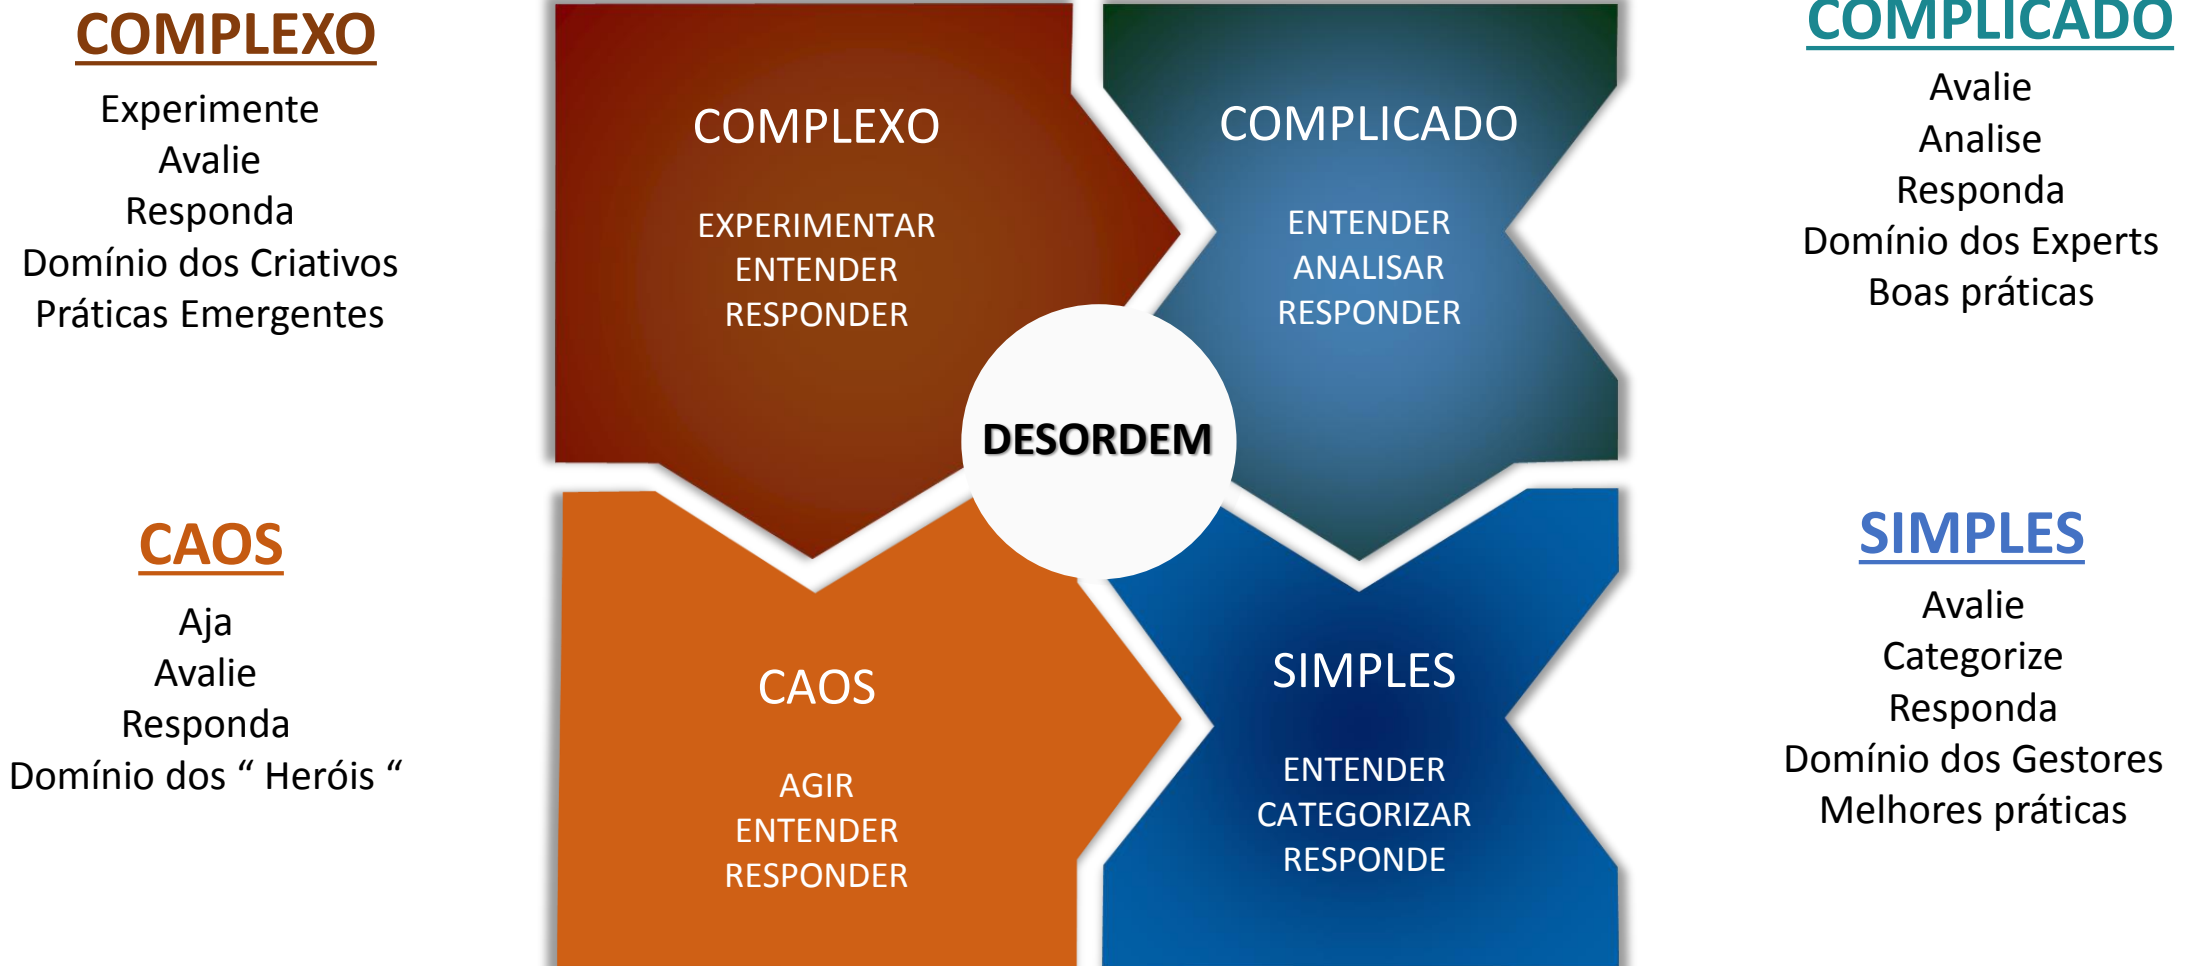 COMPLEXO
Experimente
Avalie
Responda
Domínio dos Criativos
Práticas Emergentes
CAOS
Aja
Avalie
Responda
Domínio dos “ Heróis “
COMPLEXO
EXPERIMENTAR
ENTENDER
RESPONDER
COMPLICADO
ENTENDER
ANALISAR
RESPONDER
DESORDEM
CAOS
AGIR
ENTENDER
RESPONDER
SIMPLES
ENTENDER
CATEGORIZAR
RESPONDE
COMPLICADO
Avalie
Analise
Responda
Domínio dos Experts
Boas práticas
SIMPLES
Avalie
Categorize
Responda
Domínio dos Gestores
Melhores práticas